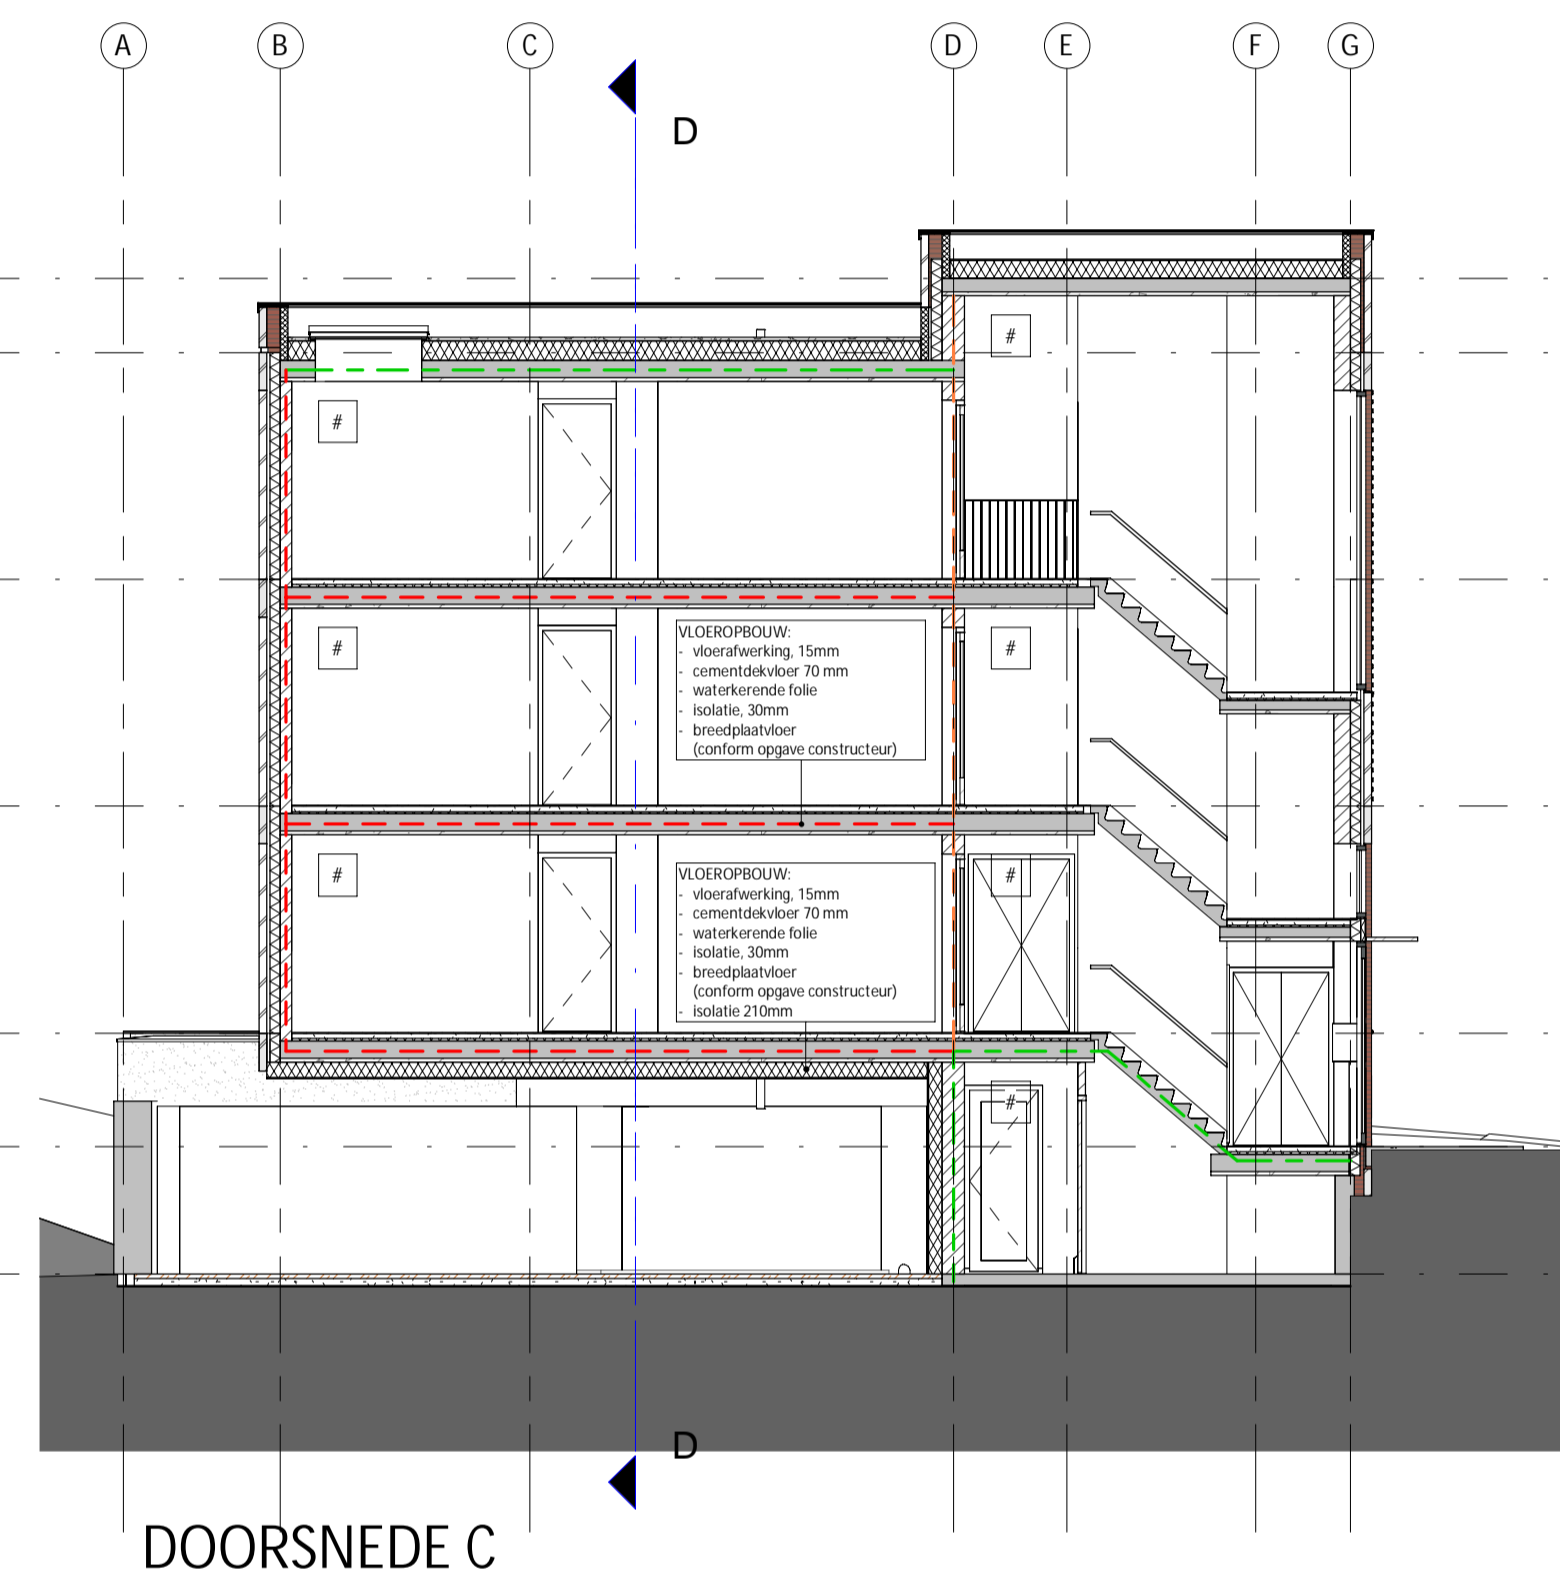 A B C D E F G
D
#
#
#
#
VLOEROPBOUW:
- vloerafwerking, 15mm
- cementdekvloer 70 mm
- waterkerende folie
- isolatie, 30mm
- breedplaatvloer
(conform opgave constructeur)
#
#
VLOEROPBOUW:
- vloerafwerking, 15mm
- cementdekvloer 70 mm
- waterkerende folie
- isolatie, 30mm
- breedplaatvloer
(conform opgave constructeur)
- isolatie 210mm
#
D
DOORSNEDE C